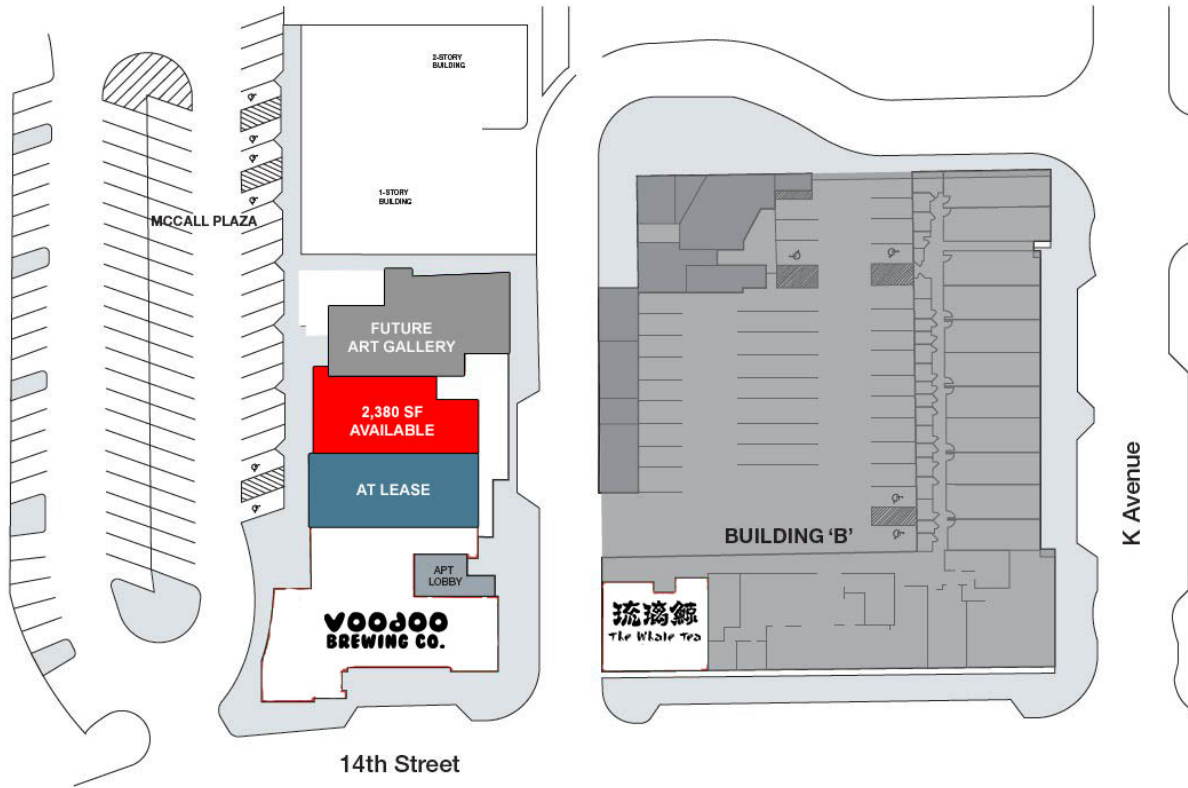 2-STORY
BUILDING
1-STORY
BUILDING
MCCALL PLAZA
FUTURE
ART GALLERY
2,380 SF
AVAILABLE
AT LEASE
APT
LOBBY
VOODOO
BREWING CO.
BUILDING ‘B’
琉璃鲸
The Whale Tea
K Avenue
14th Street